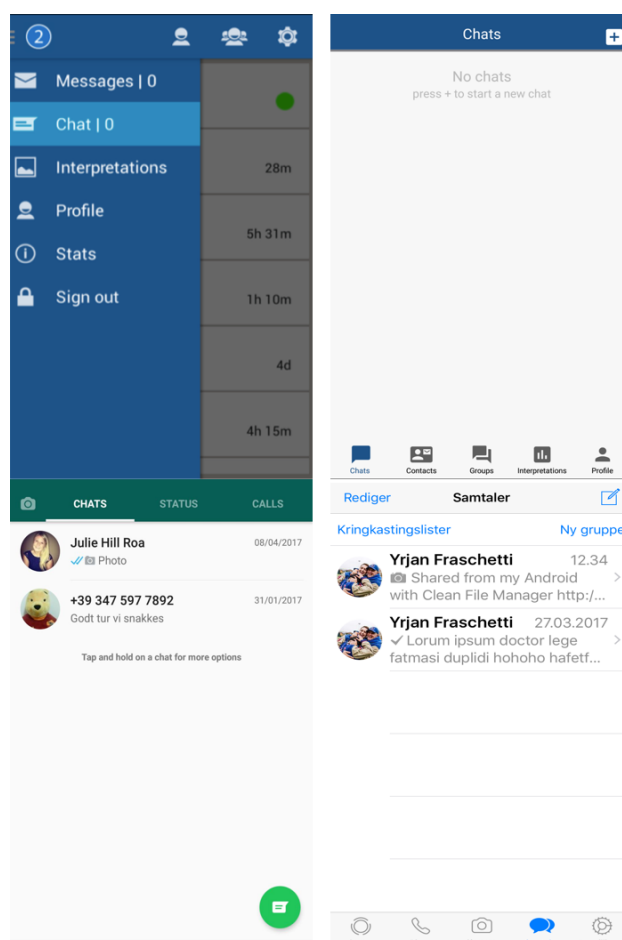 2
Messages | 0
Chat | 0
Interpretations
Profile
Stats
Sign out
28m
5h 31m
1h 10m
4d
4h 15m
Chats
No chats
press + to start a new chat
Chats
Contacts
Groups
Interpretations
Profile
CHATS
STATUS
CALLS
Julie Hill Roa
08/04/2017
Photo
+39 347 597 7892
31/01/2017
Godt tur vi snakkes
Tap and hold on a chat for more options
Rediger
Samtaler
Kringkastingslister
Ny gruppe
Yrjan Fraschetti
12.34
Shared from my Android
with Clean File Manager http:/...
Yrjan Fraschetti
27.03.2017
Lorum ipsum doctor lege
fatmasi duplidi hohoho hafetf...